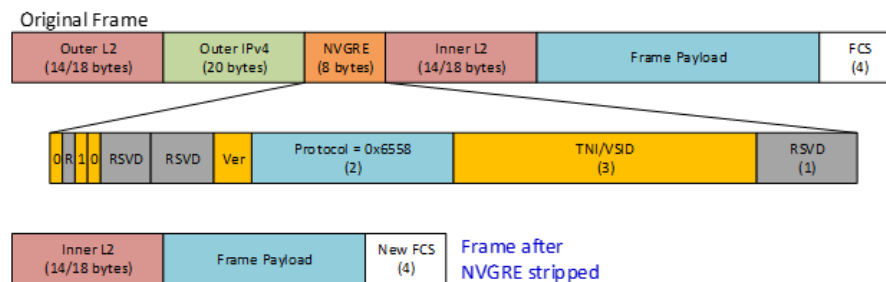 Original Frame
Outer L2
(14/18 bytes)
Outer IPv4
(20 bytes)
NVGRE
(8 bytes)
Inner L2
(14/18 bytes)
Frame Payload
FCS
(4)
0 R 1 0 RSVD RSVD Ver
Protocol = 0x6558
(2)
TNI/VSID
(3)
RSVD
(1)
Inner L2
(14/18 bytes)
Frame Payload
New FCS
(4)
Frame after
NVGRE stripped